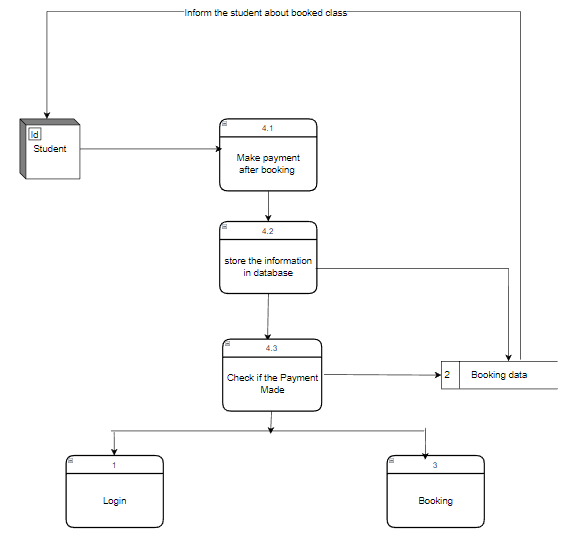 Inform the student about booked class
Id
Student
4.1
Make payment
after booking
4.2
store the information
in database
4.3
Check if the Payment
Made
2
Booking data
1
Login
3
Booking